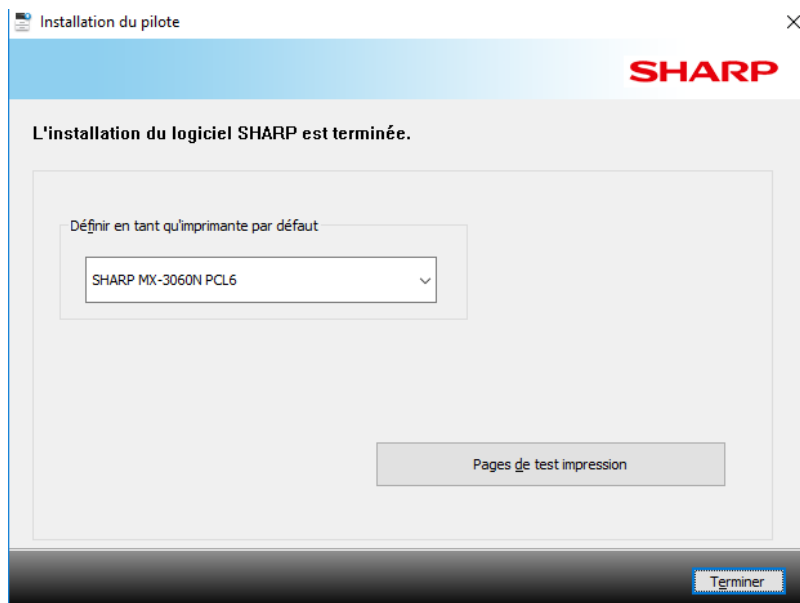 Installation du pilote
SHARP
L'installation du logiciel SHARP est terminée.
Définir en tant qu'imprimante par défaut
SHARP MX-3060N PCL6
Pages de test impression
Terminer